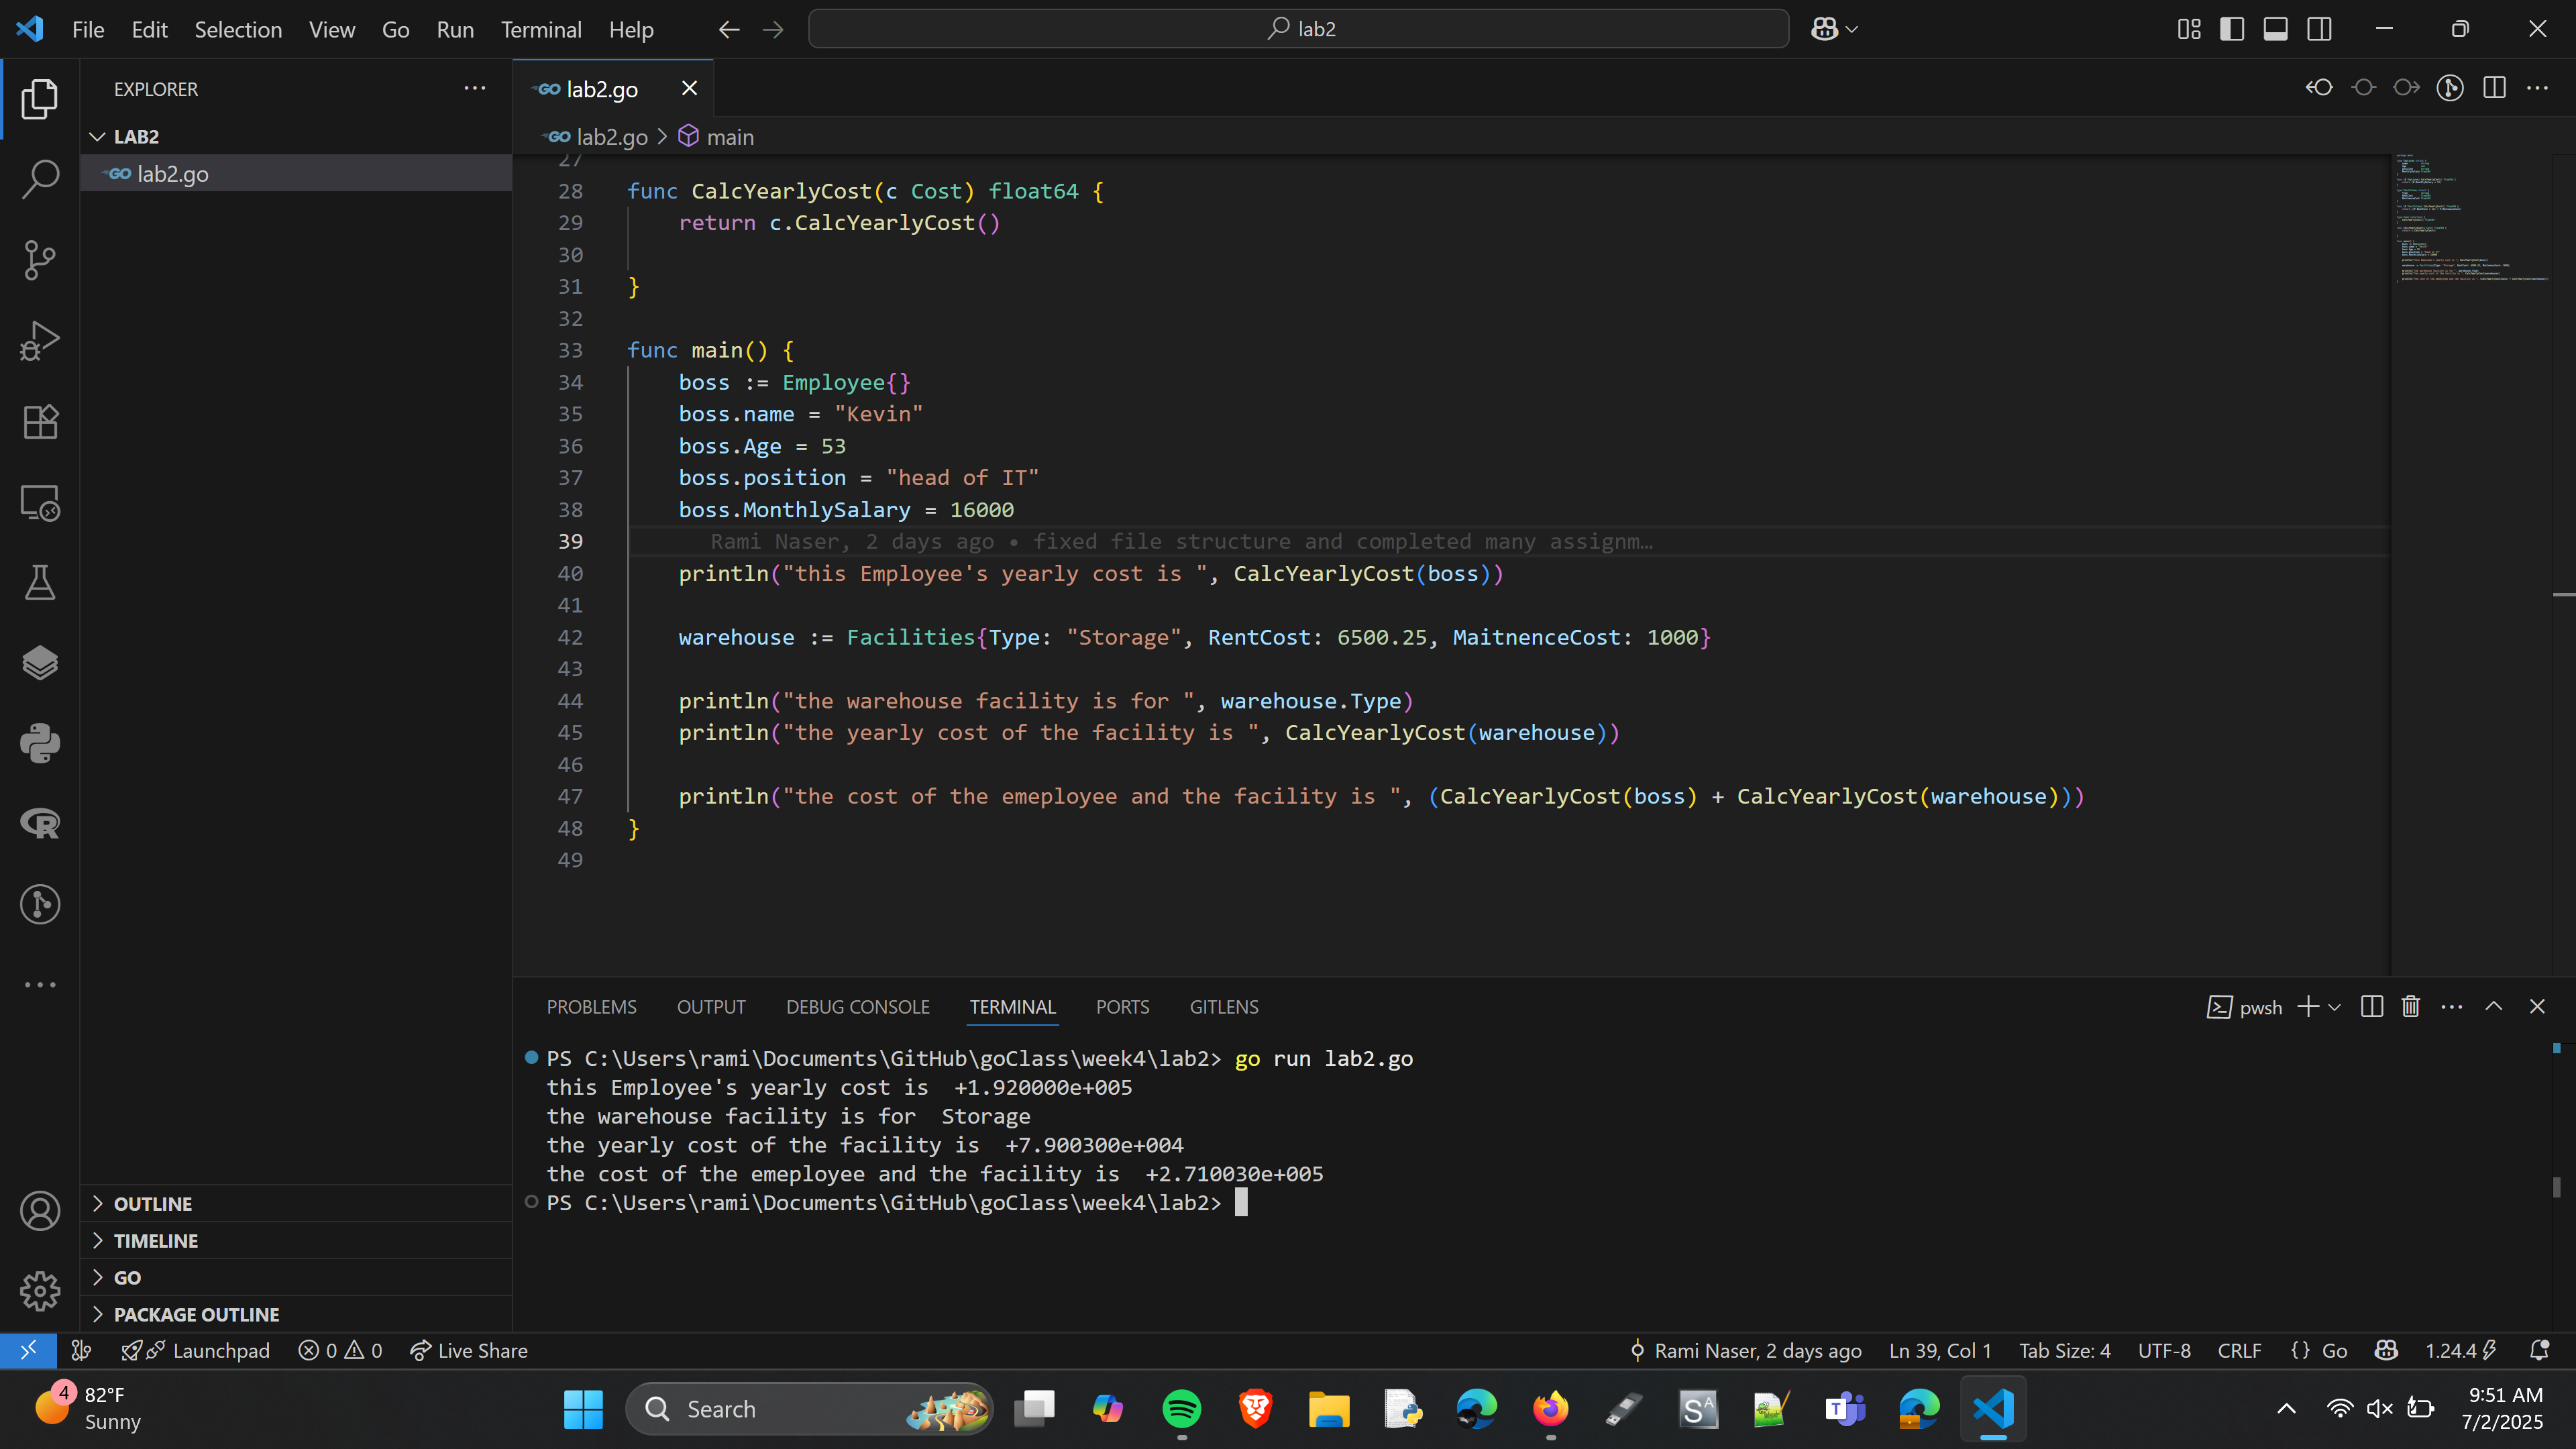 File Edit Selection View Go Run Terminal Help lab2
EXPLORER
LAB2
GO lab2.go
GO lab2.go
GO lab2.go > main
27
28 func CalcYearlyCost(c Cost) float64 {
29 return c.CalcYearlyCost()
30
31 }
32
33 func main() {
34 boss := Employee{}
35 boss.name = "Kevin"
36 boss.Age = 53
37 boss.position = "head of IT"
38 boss.MonthlySalary = 16000
39 Rami Naser, 2 days ago • fixed file structure and completed many assignm…
40 println("this Employee's yearly cost is ", CalcYearlyCost(boss))
41
42 warehouse := Facilities{Type: "Storage", RentCost: 6500.25, MaitnenceCost: 1000}
43
44 println("the warehouse facility is for ", warehouse.Type)
45 println("the yearly cost of the facility is ", CalcYearlyCost(warehouse))
46
47 println("the cost of the emeployee and the facility is ", (CalcYearlyCost(boss) + CalcYearlyCost(warehouse)))
48 }
49
PROBLEMS OUTPUT DEBUG CONSOLE TERMINAL PORTS GITLENS pwsh
PS C:\Users\rami\Documents\GitHub\goClass\week4\lab2> go run lab2.go
this Employee's yearly cost is  +1.920000e+005
the warehouse facility is for  Storage
the yearly cost of the facility is  +7.900300e+004
the cost of the emeployee and the facility is  +2.710030e+005
PS C:\Users\rami\Documents\GitHub\goClass\week4\lab2>
OUTLINE
TIMELINE
GO
PACKAGE OUTLINE
Launchpad 0 0 Live Share Rami Naser, 2 days ago Ln 39, Col 1 Tab Size: 4 UTF-8 CRLF {} Go 1.24.4
4 82°F
Sunny
Search
9:51 AM
7/2/2025